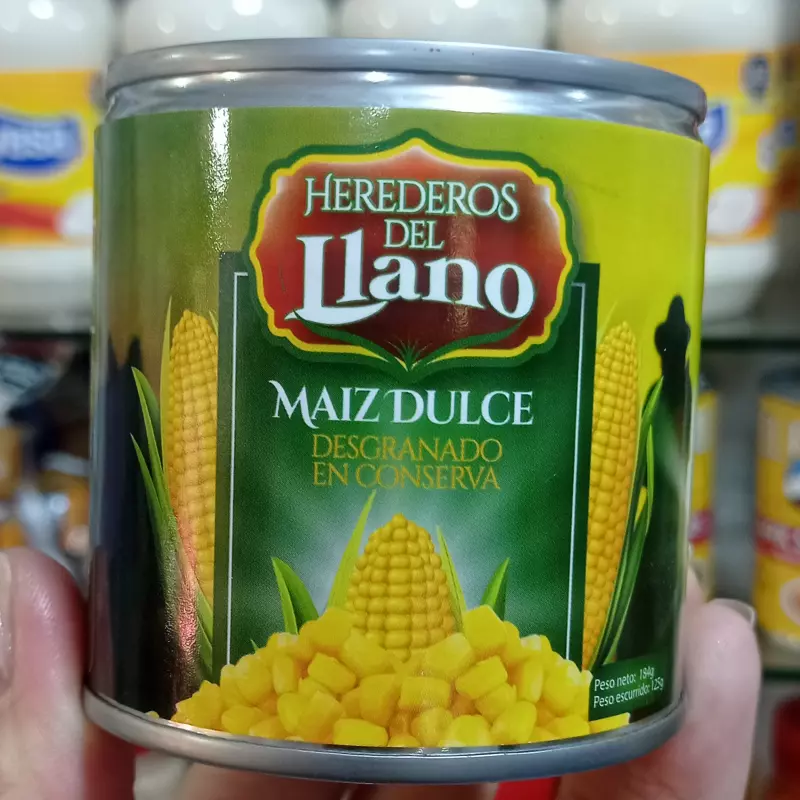 HEREDEROS
DEL
Llano
MAIZ DULCE
DESGRANADO
EN CONSERVA
Peso neto: 184g
Peso escurrido: 125g